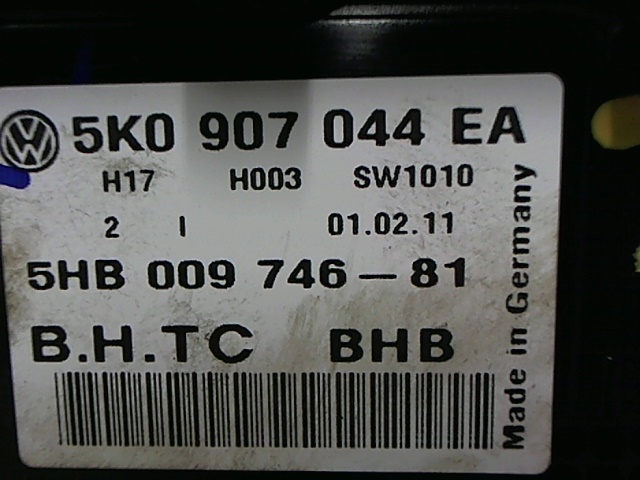 5K0 907 044 EA
H17 H003 SW1010
2 I 01.02.11
5HB 009 746-81
B.H.TC BHB
Made in Germany